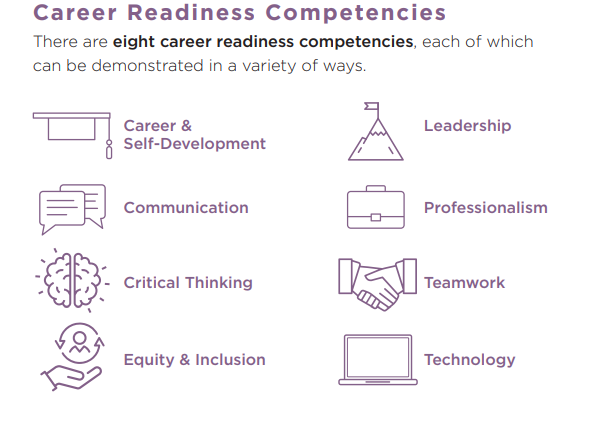 Career Readiness Competencies
There are eight career readiness competencies, each of which
can be demonstrated in a variety of ways.
Career &
Self-Development
Leadership
Communication
Professionalism
Critical Thinking
Teamwork
Equity & Inclusion
Technology